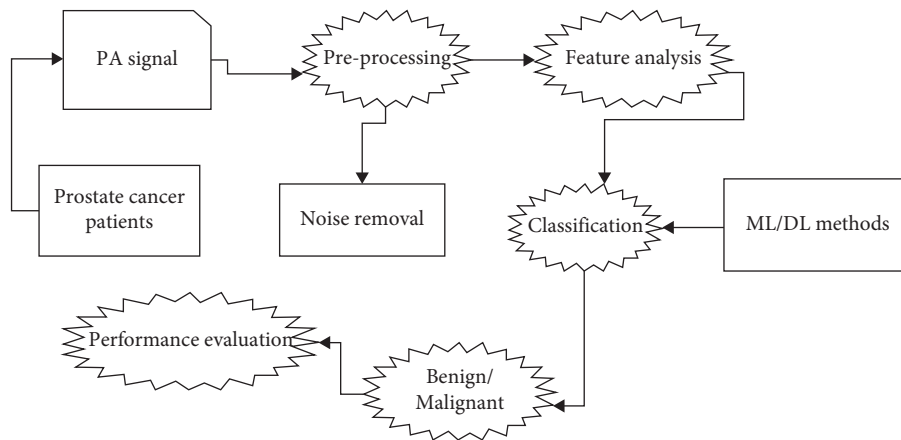 PA signal
Pre-processing
Feature analysis
Prostate cancer
patients
Noise removal
Classification
ML/DL methods
Performance evaluation
Benign/
Malignant